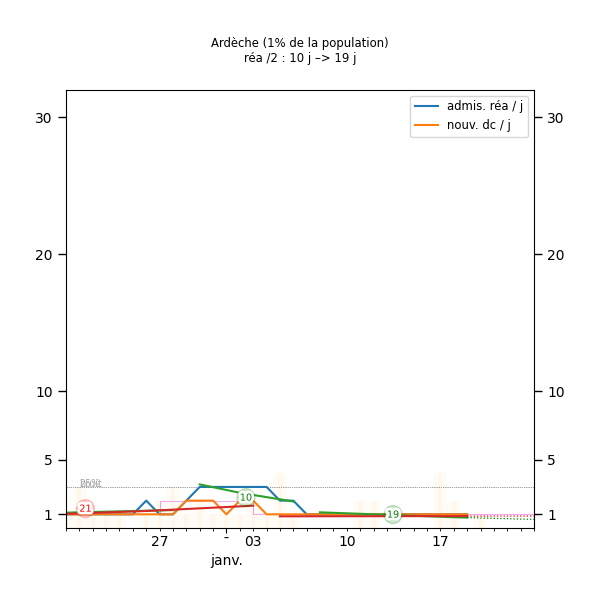 Ardèche (1% de la population)
réa /2 : 10 j –> 19 j
admis. réa / j
nouv. dc / j
30 30
20 20
10 10
5 5
10
21 19
1 1
27 03 10 17
janv.